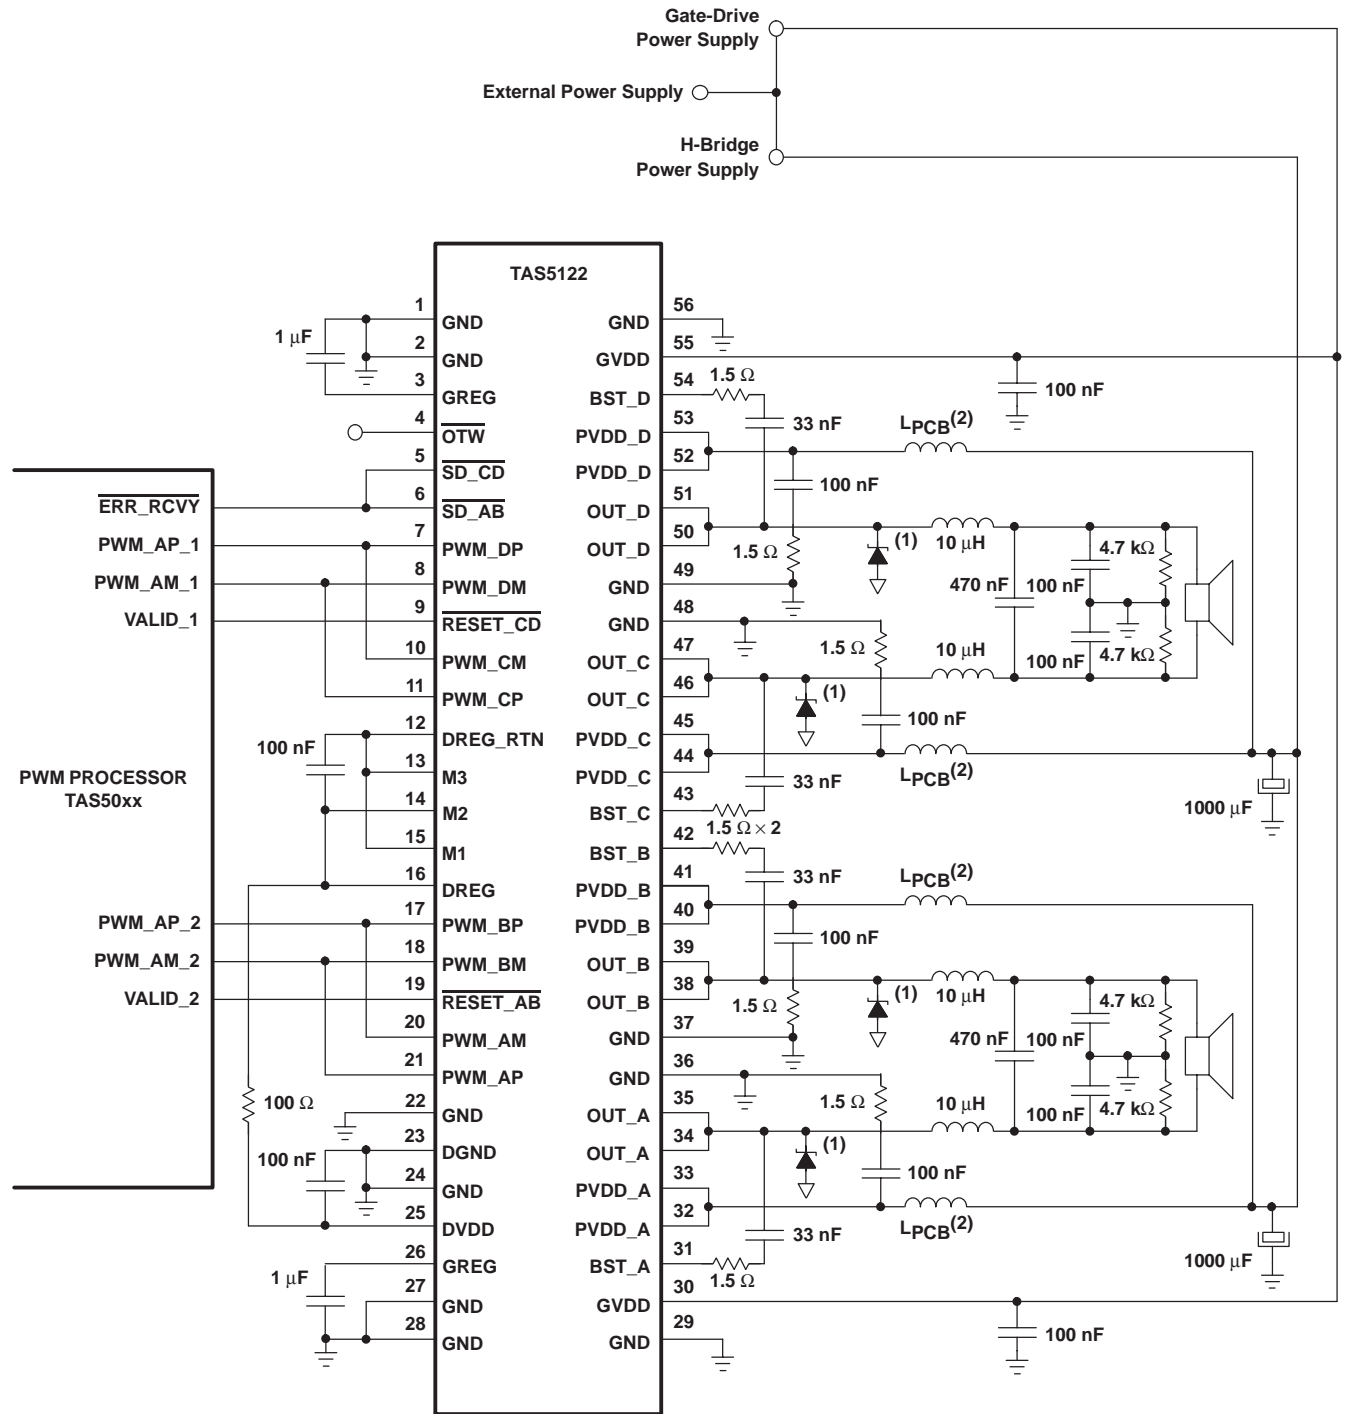 Gate-Drive
Power Supply
External Power Supply
H-Bridge
Power Supply
TAS5122
1
GND
2
GND
3
GREG
4
OTW
5
SD_CD
6
SD_AB
7
PWM_DP
8
PWM_DM
9
RESET_CD
10
PWM_CM
11
PWM_CP
12
DREG_RTN
13
M3
14
M2
15
M1
16
DREG
17
PWM_BP
18
PWM_BM
19
RESET_AB
20
PWM_AM
21
PWM_AP
22
GND
23
DGND
24
GND
25
DVDD
26
GREG
27
GND
28
GND
56
GND
55
GVDD
54
BST_D
53
PVDD_D
52
PVDD_D
51
OUT_D
50
OUT_D
49
GND
48
GND
47
OUT_C
46
OUT_C
45
PVDD_C
44
PVDD_C
43
BST_C
42
BST_B
41
PVDD_B
40
PVDD_B
39
OUT_B
38
OUT_B
37
GND
36
GND
35
OUT_A
34
OUT_A
33
PVDD_A
32
PVDD_A
31
BST_A
30
GVDD
29
GND
1 μF
ERR_RCVY
PWM_AP_1
PWM_AM_1
VALID_1
100 nF
PWM PROCESSOR
TAS50xx
PWM_AP_2
PWM_AM_2
VALID_2
100 Ω
100 nF
1 μF
1.5 Ω
100 nF
33 nF
LPCB(2)
100 nF
(1)
10 μH
1.5 Ω
4.7 kΩ
470 nF
100 nF
1.5 Ω
10 μH
100 nF
4.7 kΩ
(1)
100 nF
LPCB(2)
33 nF
1000 μF
1.5 Ω × 2
33 nF
LPCB(2)
100 nF
(1)
10 μH
1.5 Ω
4.7 kΩ
470 nF
100 nF
1.5 Ω
10 μH
100 nF
4.7 kΩ
(1)
100 nF
LPCB(2)
33 nF
1000 μF
1.5 Ω
100 nF